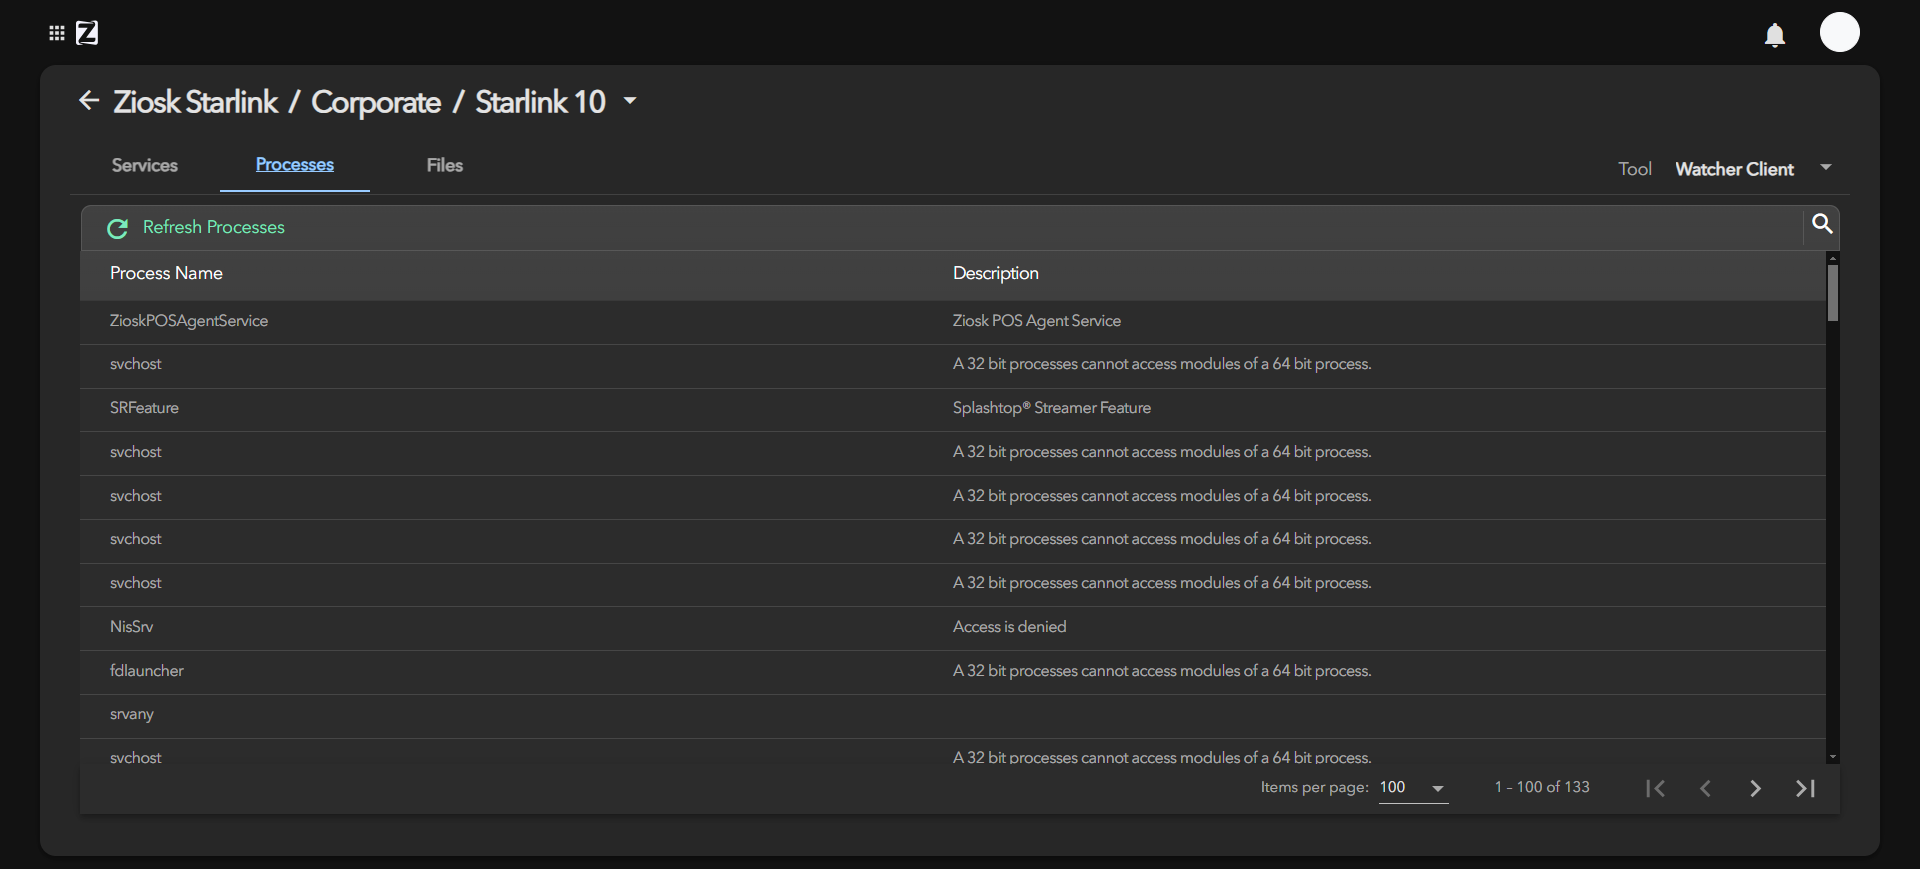 Z
Ziosk Starlink / Corporate / Starlink 10
Services Processes Files Tool Watcher Client
Refresh Processes
Process Name Description
ZioskPOSAgentService Ziosk POS Agent Service
svchost A 32 bit processes cannot access modules of a 64 bit process.
SRFeature Splashtop® Streamer Feature
svchost A 32 bit processes cannot access modules of a 64 bit process.
svchost A 32 bit processes cannot access modules of a 64 bit process.
svchost A 32 bit processes cannot access modules of a 64 bit process.
svchost A 32 bit processes cannot access modules of a 64 bit process.
NisSrv Access is denied
fdlauncher A 32 bit processes cannot access modules of a 64 bit process.
srvany
svchost A 32 bit processes cannot access modules of a 64 bit process.
Items per page: 100 1 - 100 of 133